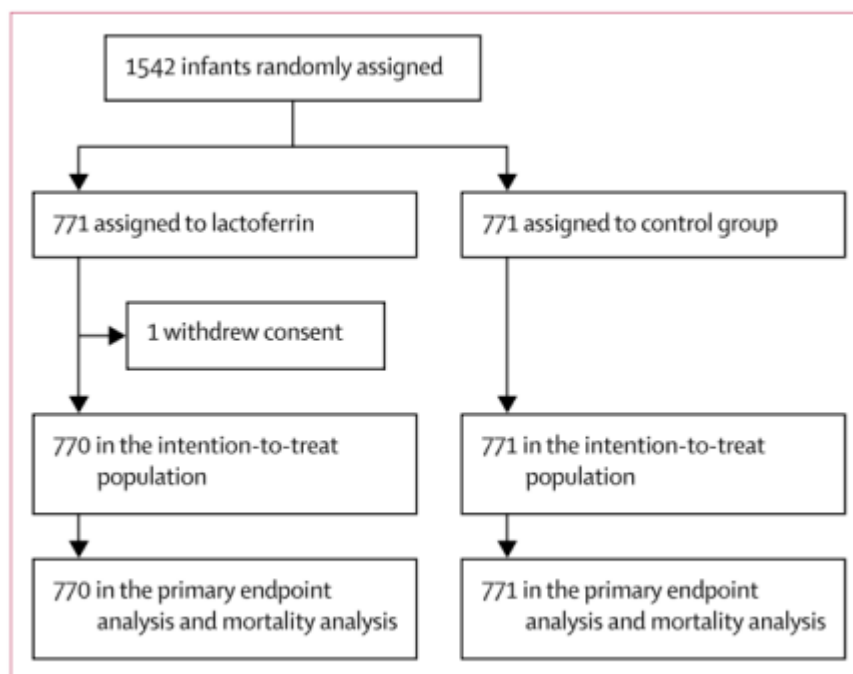 1542 infants randomly assigned
771 assigned to lactoferrin
771 assigned to control group
1 withdrew consent
770 in the intention-to-treat
population
771 in the intention-to-treat
population
770 in the primary endpoint
analysis and mortality analysis
771 in the primary endpoint
analysis and mortality analysis